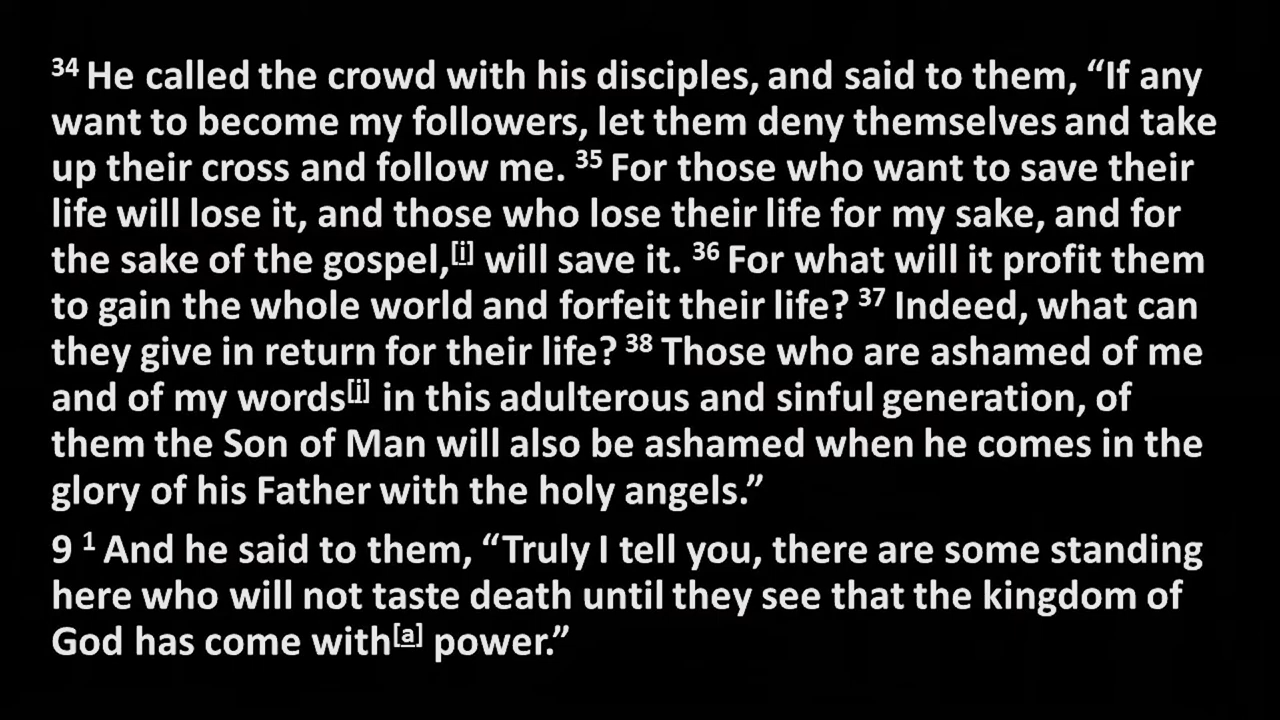 34 He called the crowd with his disciples, and said to them, “If any
want to become my followers, let them deny themselves and take
up their cross and follow me. 35 For those who want to save their
life will lose it, and those who lose their life for my sake, and for
the sake of the gospel,[i] will save it. 36 For what will it profit them
to gain the whole world and forfeit their life? 37 Indeed, what can
they give in return for their life? 38 Those who are ashamed of me
and of my words[j] in this adulterous and sinful generation, of
them the Son of Man will also be ashamed when he comes in the
glory of his Father with the holy angels.”
9 1 And he said to them, “Truly I tell you, there are some standing
here who will not taste death until they see that the kingdom of
God has come with[a] power.”